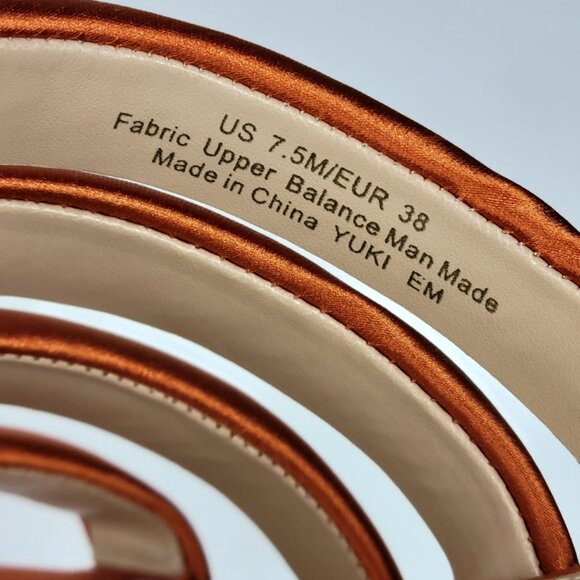 US 7.5M/EUR 38
Fabric Upper Balance Man Made
Made in China YUKI EM